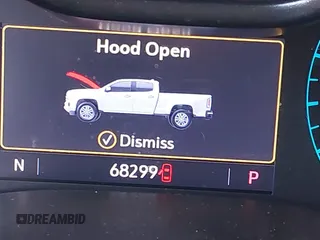 Hood Open
Dismiss
N 68299 P
DREAMBID